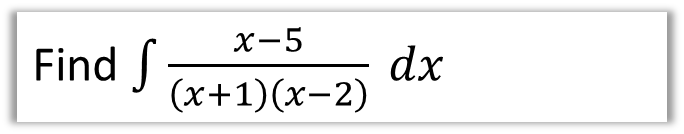 Find ∫ x−5 / (x+1)(x−2) dx